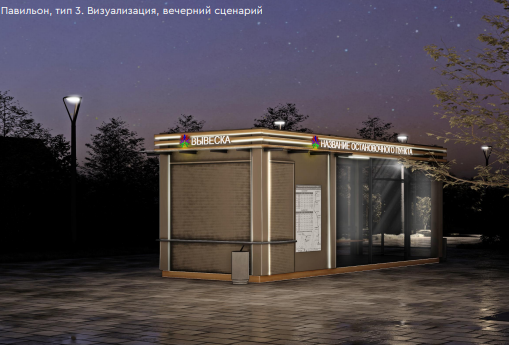 Павильон, тип 3. Визуализация, вечерний сценарий
ВЫВЕСКА
НАЗВАНИЕ ОСТАНОВОЧНОГО ПУНКТА